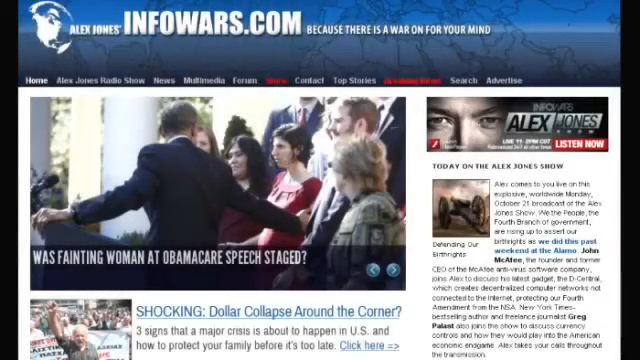 ALEX JONES' INFOWARS.COM BECAUSE THERE IS A WAR ON FOR YOUR MIND
Home Alex Jones Radio Show News Multimedia Forum Store Contact Top Stories Breaking News Search Advertise
WAS FAINTING WOMAN AT OBAMACARE SPEECH STAGED?
SHOCKING: Dollar Collapse Around the Corner?
3 signs that a major crisis is about to happen in U.S. and
how to protect your family before it's too late. Click here =>
INFOWARS
ALEX JONES
SHOW
LIVE 11-2PM CST
LISTEN NOW
TODAY ON THE ALEX JONES SHOW
Defending Our
Birthrights
Alex comes to you live on this
explosive, worldwide Monday,
October 21 broadcast of the Alex
Jones Show. We the People, the
Fourth Branch of government,
are rising up to assert our
birthrights as we did this past
weekend at the Alamo. John
McAfee, the founder and former
CEO of the McAfee anti-virus software company,
joins Alex to discuss his latest gadget, the D-Central,
which creates decentralized computer networks not
connected to the Internet, protecting our Fourth
Amendment from the NSA. New York Times-
bestselling author and freelance journalist Greg
Palast also joins the show to discuss currency
controls and how they would play into the American
economic endgame. Alex takes your calls throughout
the transmission.